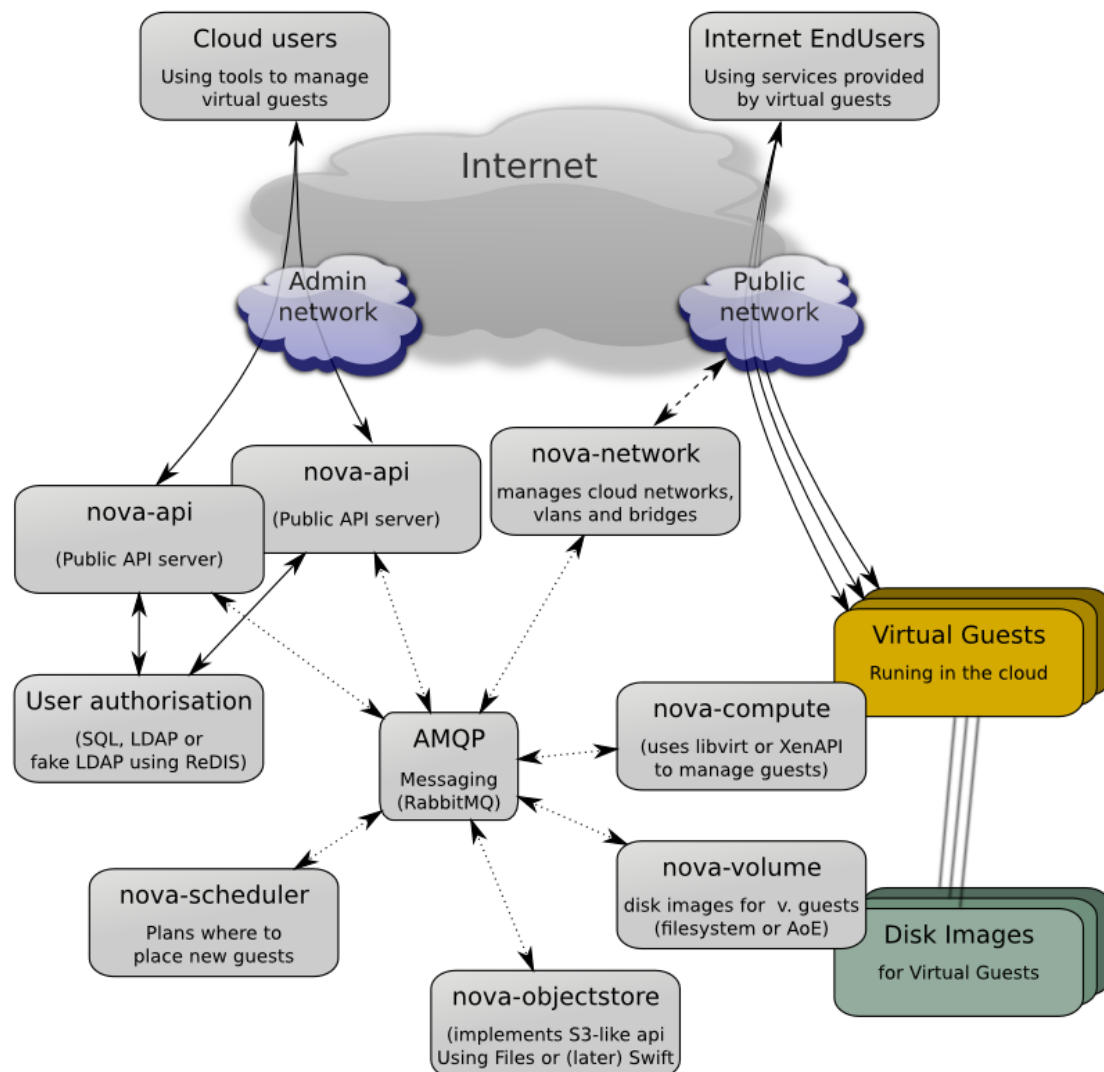 Cloud users
Using tools to manage
virtual guests
Internet EndUsers
Using services provided
by virtual guests
Internet
Admin
network
Public
network
nova-api
(Public API server)
nova-api
(Public API server)
nova-network
manages cloud networks,
vlans and bridges
Virtual Guests
Runing in the cloud
User authorisation
(SQL, LDAP or
fake LDAP using ReDIS)
AMQP
Messaging
(RabbitMQ)
nova-compute
(uses libvirt or XenAPI
to manage guests)
nova-scheduler
Plans where to
place new guests
nova-volume
disk images for v. guests
(filesystem or AoE)
Disk Images
for Virtual Guests
nova-objectstore
(implements S3-like api
Using Files or (later) Swift